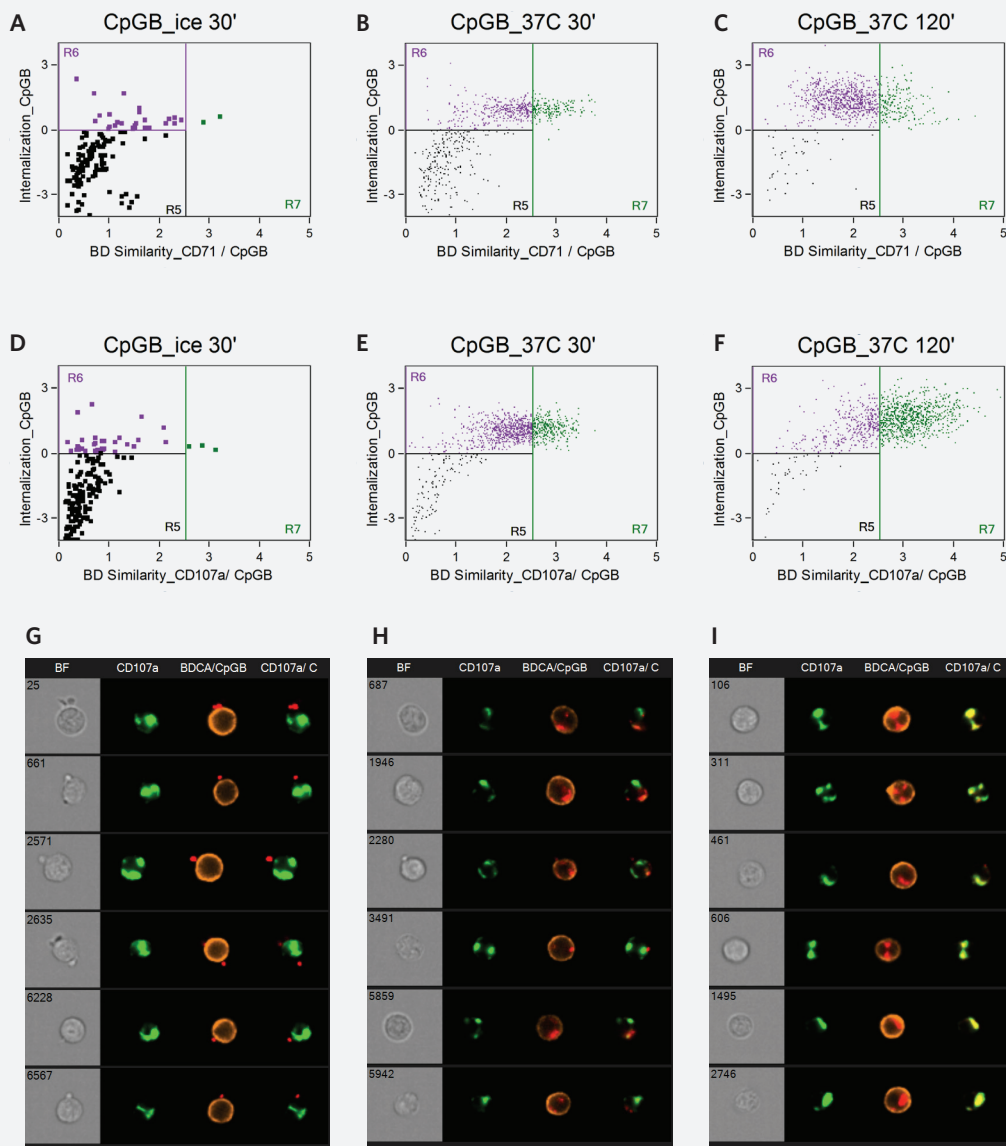 A CpGB_ice 30'
R6
R5
R7
3
0
-3
0 1 2 3 4 5
Internalization_CpGB
BD Similarity_CD71 / CpGB
B CpGB_37C 30'
R6
R5
R7
3
0
-3
0 1 2 3 4 5
Internalization_CpGB
BD Similarity_CD71 / CpGB
C CpGB_37C 120'
R6
R5
R7
3
0
-3
0 1 2 3 4 5
Internalization_CpGB
BD Similarity_CD71 / CpGB
D CpGB_ice 30'
R6
R5
R7
3
0
-3
0 1 2 3 4 5
Internalization_CpGB
BD Similarity_CD107a/ CpGB
E CpGB_37C 30'
R6
R5
R7
3
0
-3
0 1 2 3 4 5
Internalization_CpGB
BD Similarity_CD107a/ CpGB
F CpGB_37C 120'
R6
R5
R7
3
0
-3
0 1 2 3 4 5
Internalization_CpGB
BD Similarity_CD107a/ CpGB
G
BF CD107a BDCA/CpGB CD107a/ C
25
661
2571
2635
6228
6567
H
BF CD107a BDCA/CpGB CD107a/ C
687
1946
2280
3491
5859
5942
I
BF CD107a BDCA/CpGB CD107a/ C
106
311
461
606
1495
2746